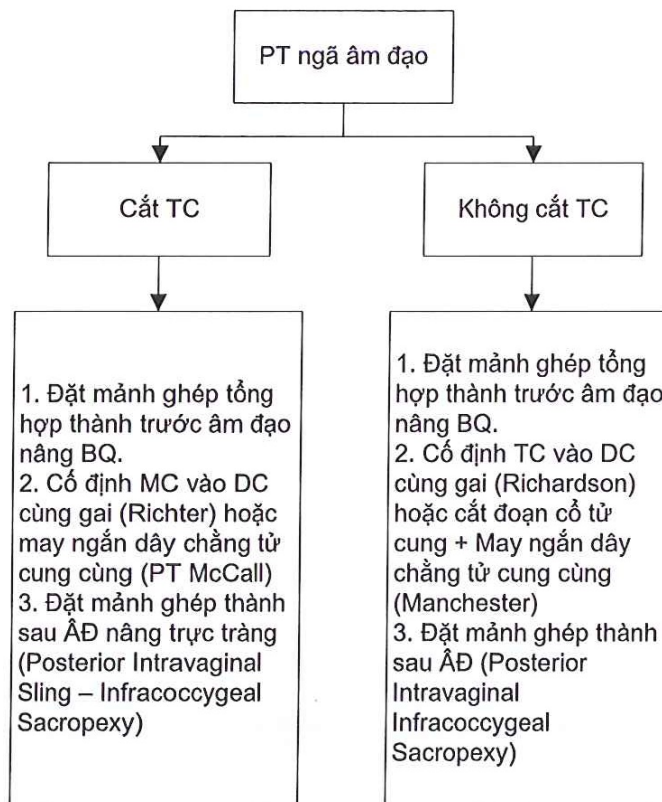 PT ngã âm đạo
Cắt TC
Không cắt TC
1. Đặt mảnh ghép tổng
hợp thành trước âm đạo
nâng BQ.
2. Cố định MC vào DC
cùng gai (Richter) hoặc
may ngắn dây chằng tử
cung cùng (PT McCall)
3. Đặt mảnh ghép thành
sau ÂĐ nâng trực tràng
(Posterior Intravaginal
Sling – Infracoccygeal
Sacropexy)
1. Đặt mảnh ghép tổng
hợp thành trước âm đạo
nâng BQ.
2. Cố định TC vào DC
cùng gai (Richardson)
hoặc cắt đoạn cổ tử
cung + May ngắn dây
chằng tử cung cùng
(Manchester)
3. Đặt mảnh ghép thành
sau ÂĐ (Posterior
Intravaginal
Infracoccygeal
Sacropexy)